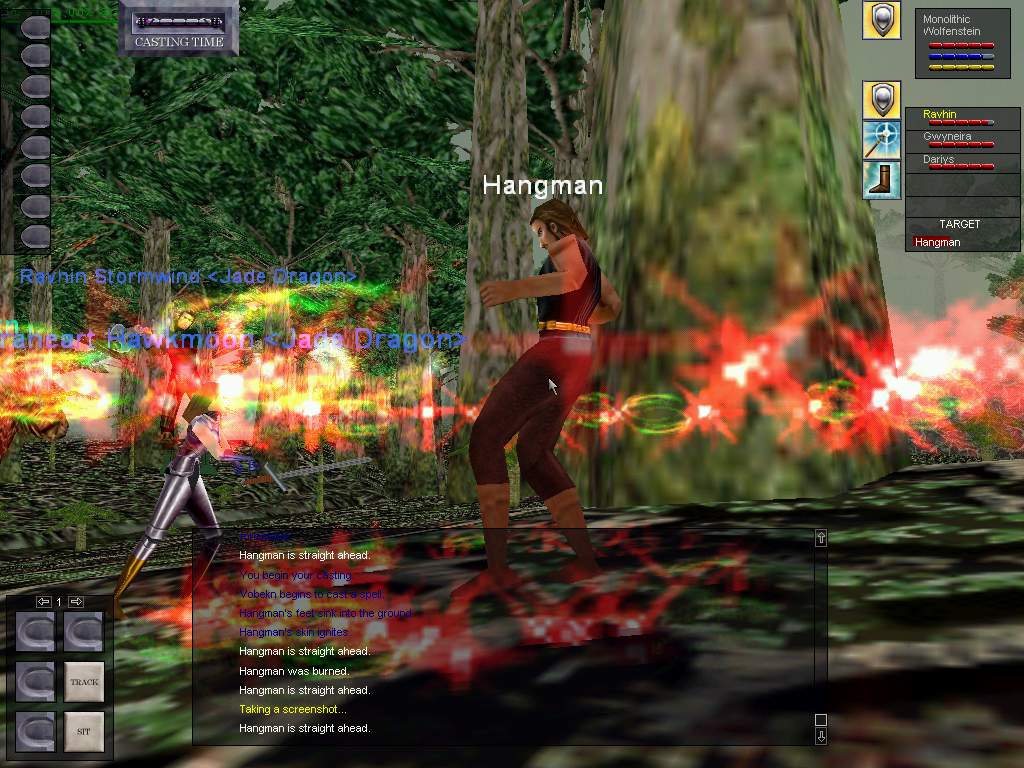 CASTING TIME
Monolithic
Wolfenstein
Ravhin
Gwyneira
Dariys
TARGET
Hangman
Hangman
Ravhin Stormwind <Jade Dragon>
Hawkmoon <Jade Dragon>
Hangman is straight ahead.
You begin your casting.
Vobekn begins to cast a spell.
Hangman's feet sink into the ground.
Hangman's skin ignites.
Hangman is straight ahead.
Hangman was burned.
Hangman is straight ahead.
Taking a screenshot...
Hangman is straight ahead.
1
TRACK
SIT